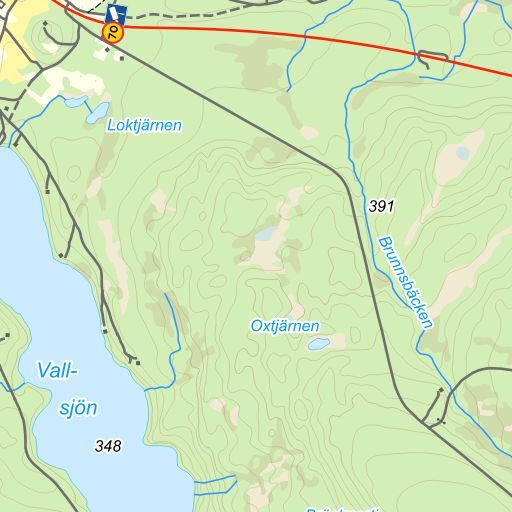 70
Loktjärnen
391
Brunnsbäcken
Oxtjärnen
Vall-
sjön
348